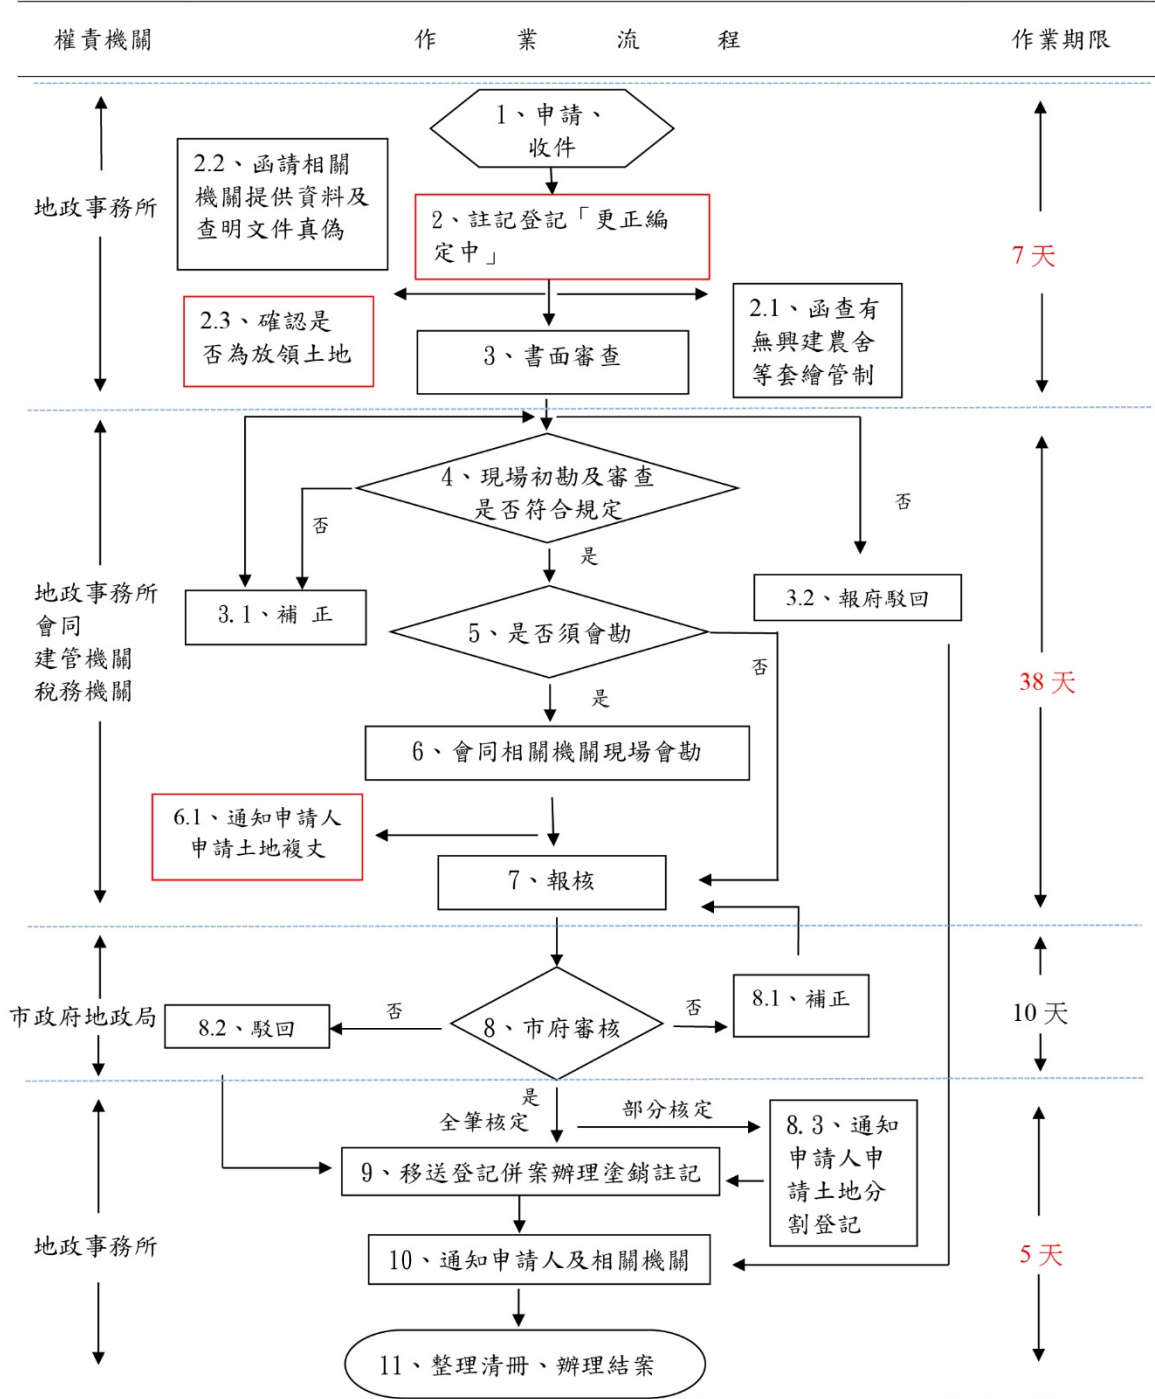 權責機關
作業流程
作業期限
1、申請、
收件
2.2、函請相關
機關提供資料及
查明文件真偽
地政事務所
2、註記登記「更正編
定中」
7 天
2.3、確認是
否為放領土地
3、書面審查
2.1、函查有
無興建農舍
等套繪管制
4、現場初勘及審查
是否符合規定
否
否
是
地政事務所
會同
建管機關
稅務機關
3.1、補 正
3.2、報府駁回
5、是否須會勘
否
是
38 天
6、會同相關機關現場會勘
6.1、通知申請人
申請土地複丈
7、報核
市政府地政局
8.2、駁回
否
8、市府審核
否
8.1、補正
10 天
是
全筆核定
部分核定
8.3、通知
申請人申
請土地分
割登記
9、移送登記併案辦理塗銷註記
地政事務所
10、通知申請人及相關機關
5 天
11、整理清冊、辦理結案